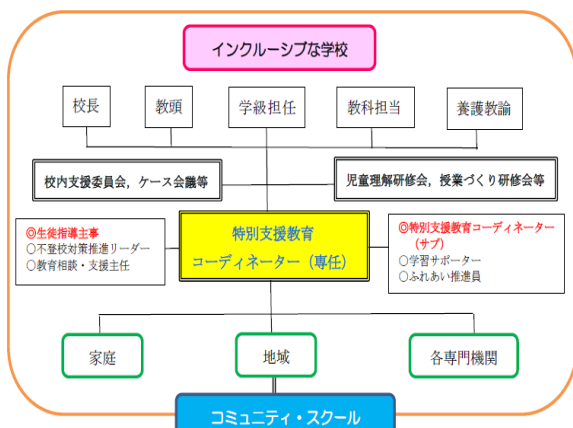 インクルーシブな学校
校長
教頭
学級担任
教科担当
養護教諭
校内支援委員会，ケース会議等
児童理解研修会，授業づくり研修会等
◎生徒指導主事
○不登校対策推進リーダー
○教育相談・支援主任
特別支援教育
コーディネーター（専任）
◎特別支援教育コーディネーター
（サブ）
○学習サポーター
○ふれあい推進員
家庭
地域
各専門機関
コミュニティ・スクール